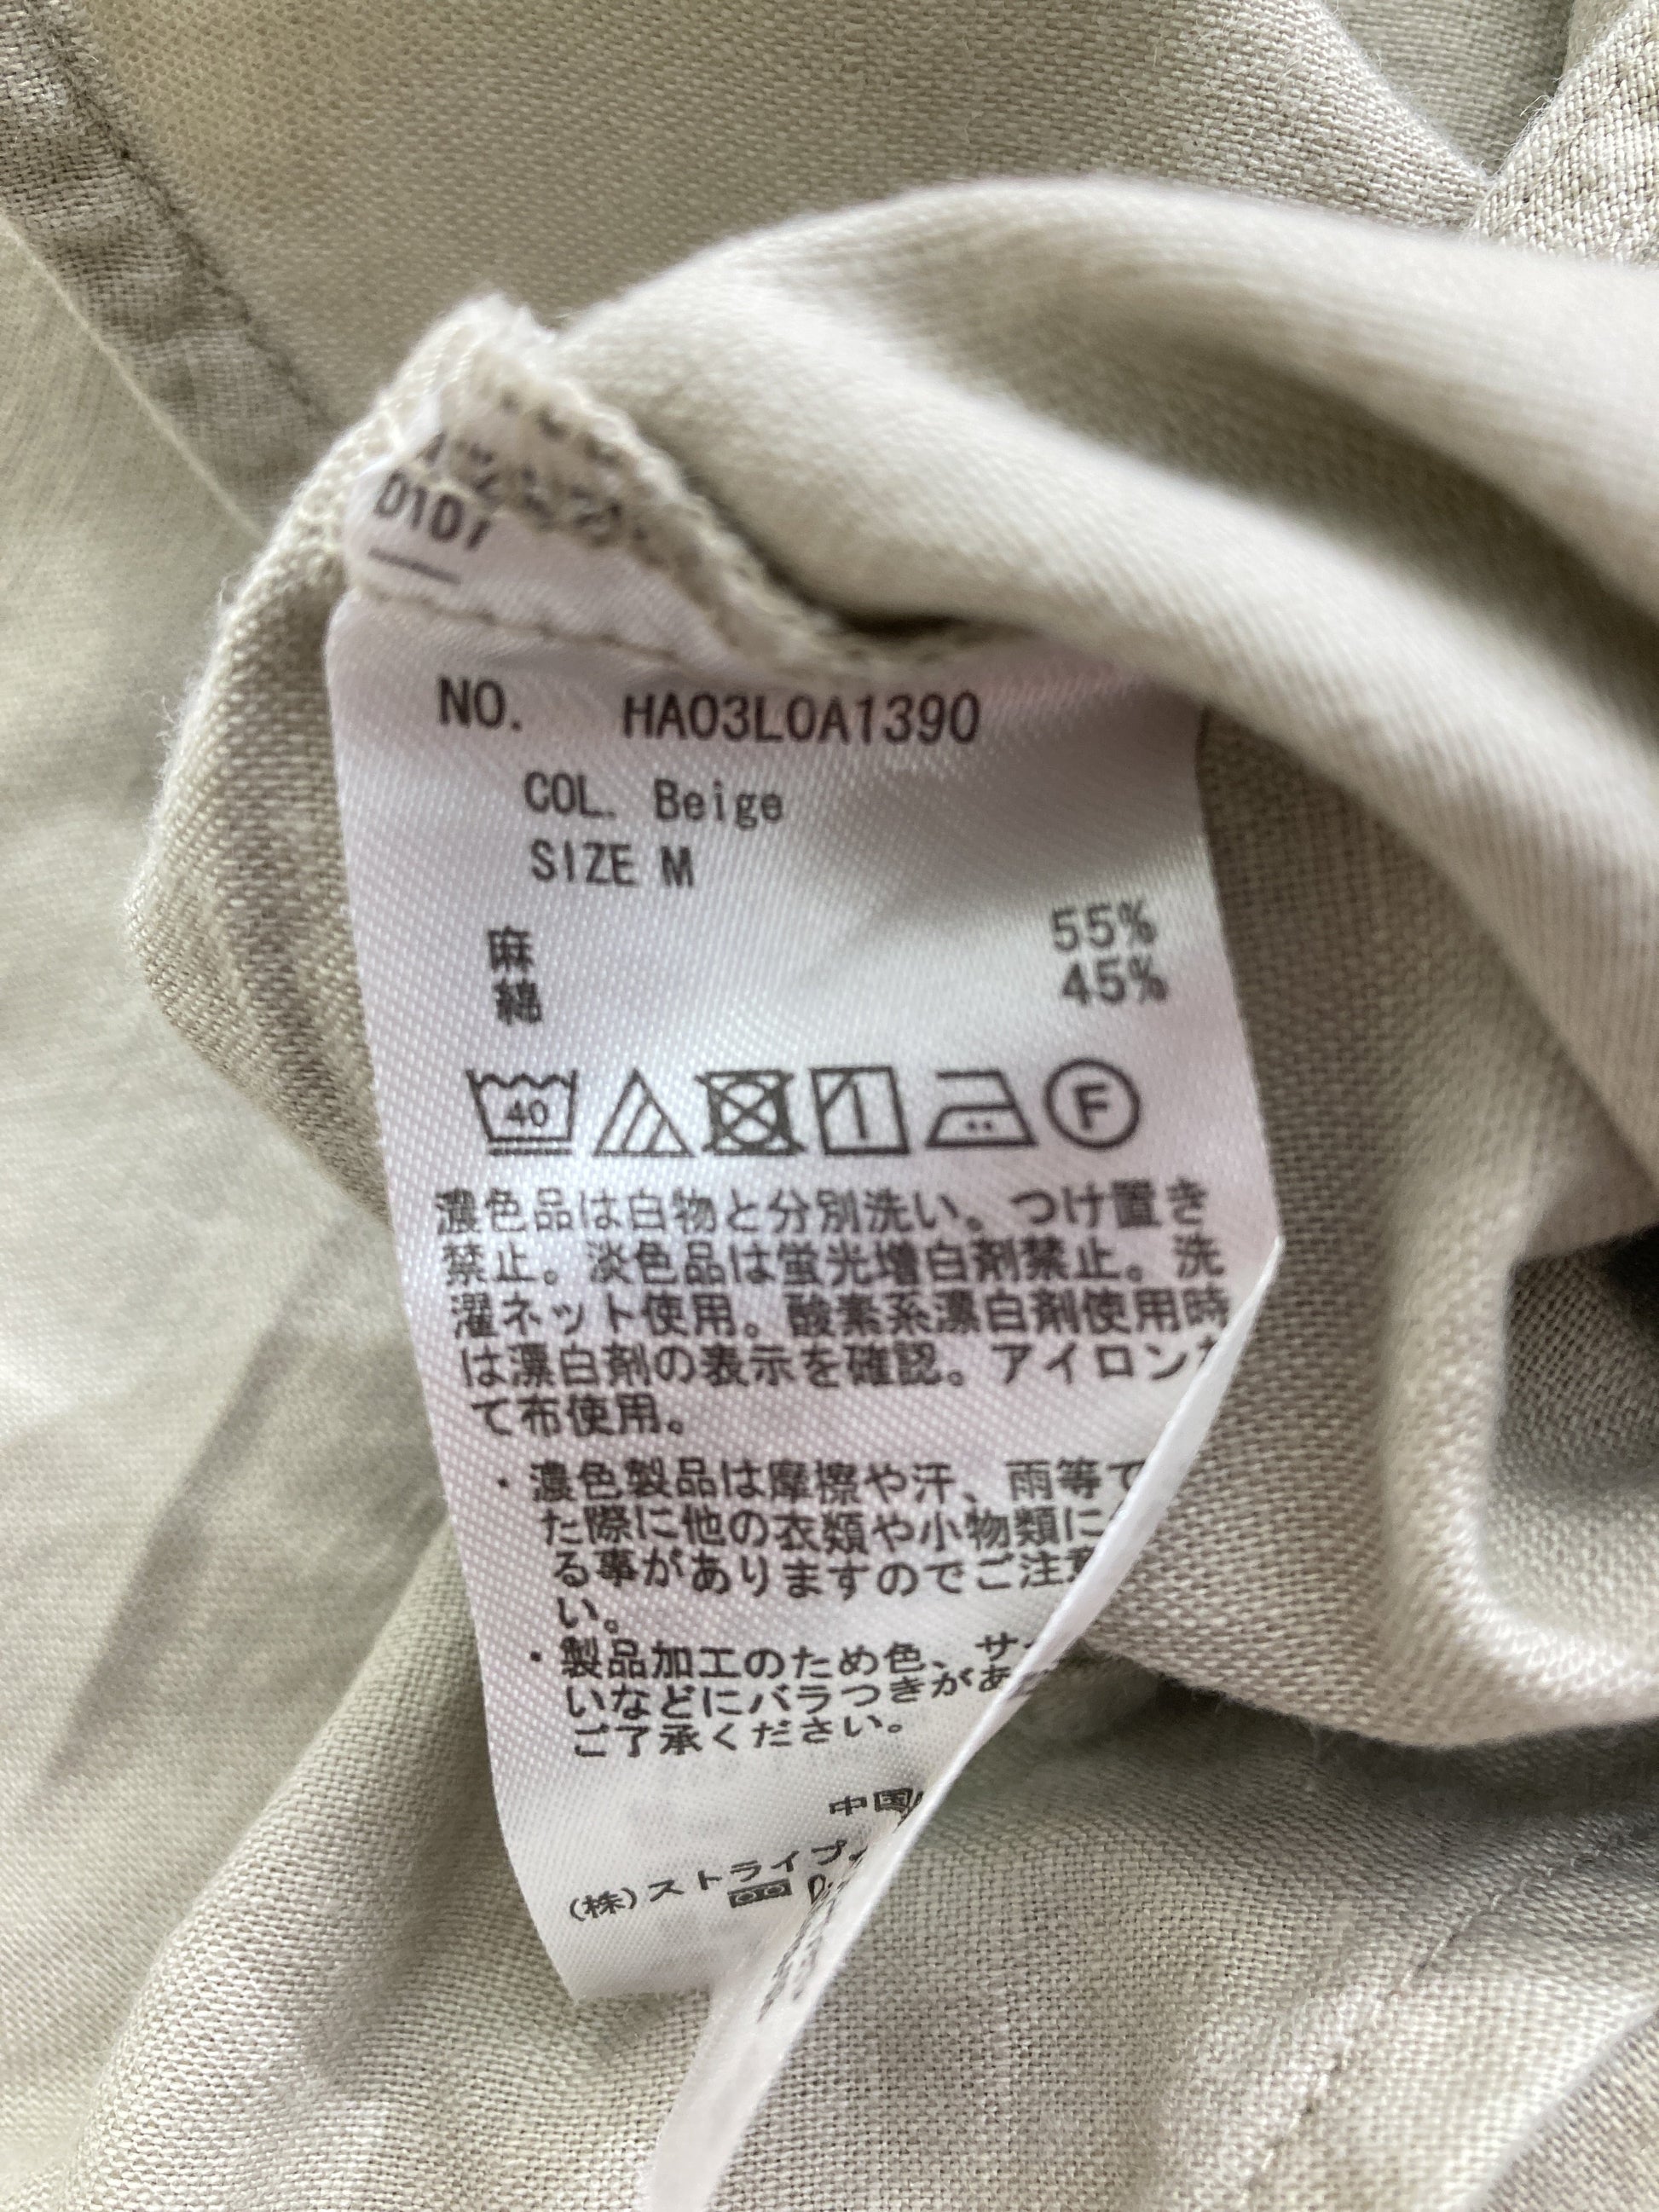 NO. HA03L0A1390
COL. Beige
SIZE M
麻 55%
綿 45%
40
F
濃色品は白物と分別洗い。つけ置き
禁止。淡色品は蛍光増白剤禁止。洗
濯ネット使用。酸素系漂白剤使用時
は漂白剤の表示を確認。アイロン
て布使用。
・濃色製品は摩擦や汗、雨等で
た際に他の衣類や小物類に
る事がありますのでご注意
い。
・製品加工のため色、サ
いなどにバラつきがあ
ご了承ください。
中国
(株)ストライプ